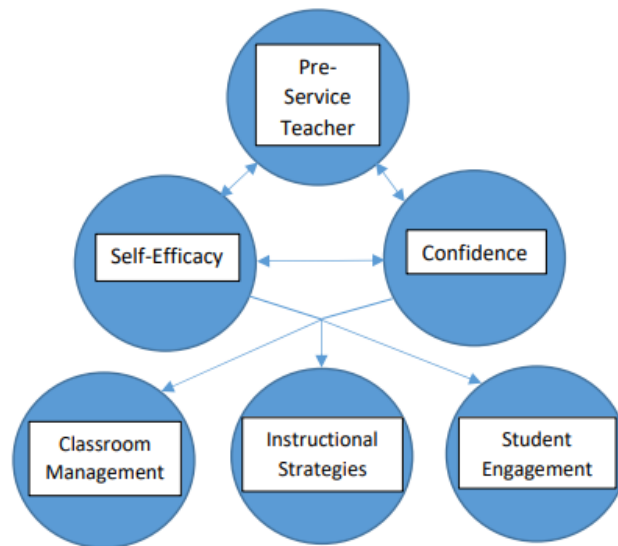 Pre-
Service
Teacher
Self-Efficacy
Confidence
Classroom
Management
Instructional
Strategies
Student
Engagement